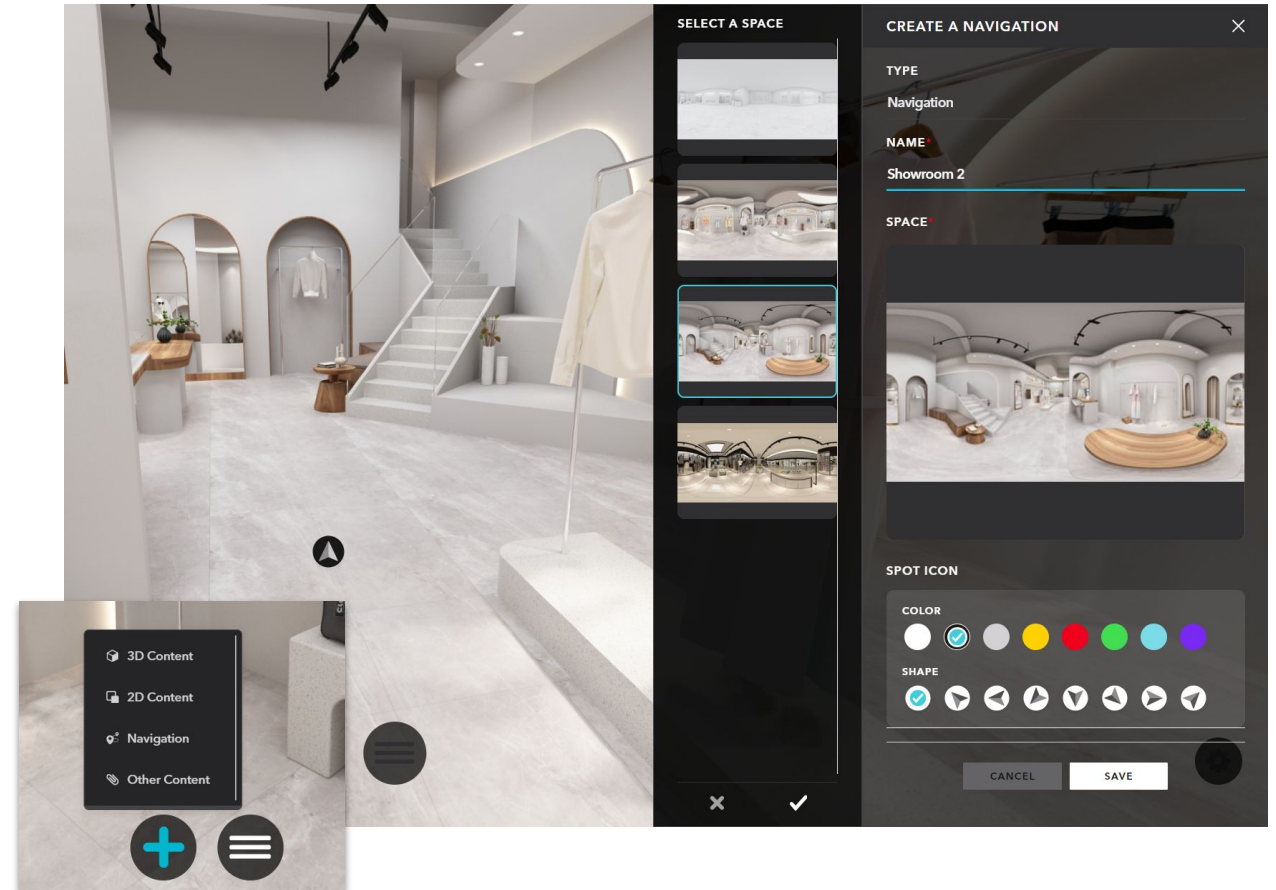 SELECT A SPACE
CREATE A NAVIGATION
TYPE
Navigation
NAME*
Showroom 2
SPACE*
SPOT ICON
COLOR
SHAPE
CANCEL
SAVE
3D Content
2D Content
Navigation
Other Content